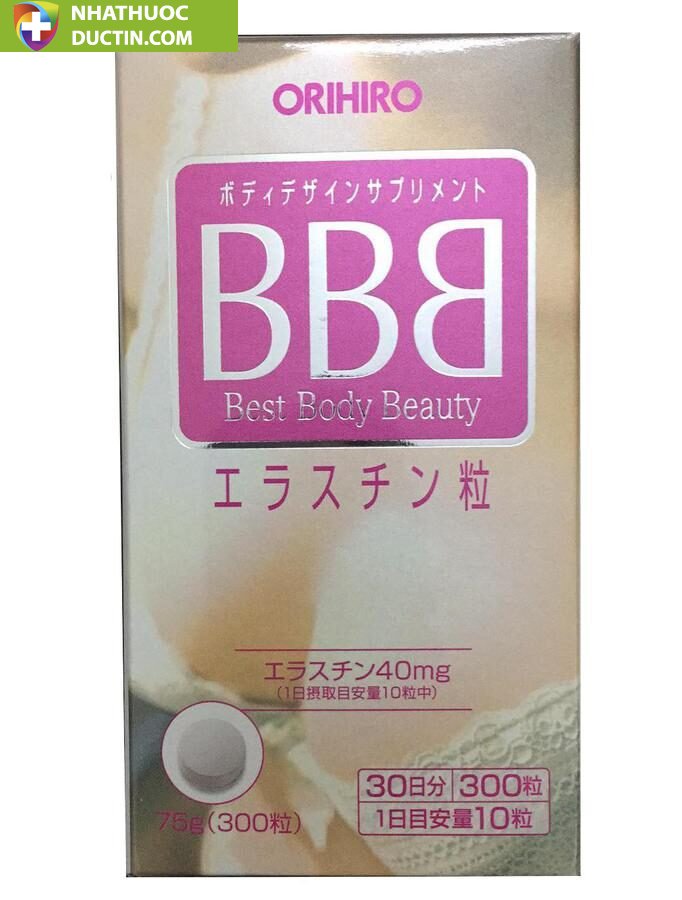 NHATHUOC
DUCTIN.COM
ORIHIRO
ボディデザインサプリメント
BBB
Best Body Beauty
エラスチン粒
エラスチン40mg
(1日摂取目安量10粒中)
75g(300粒)
30日分 300粒
1日目安量10粒